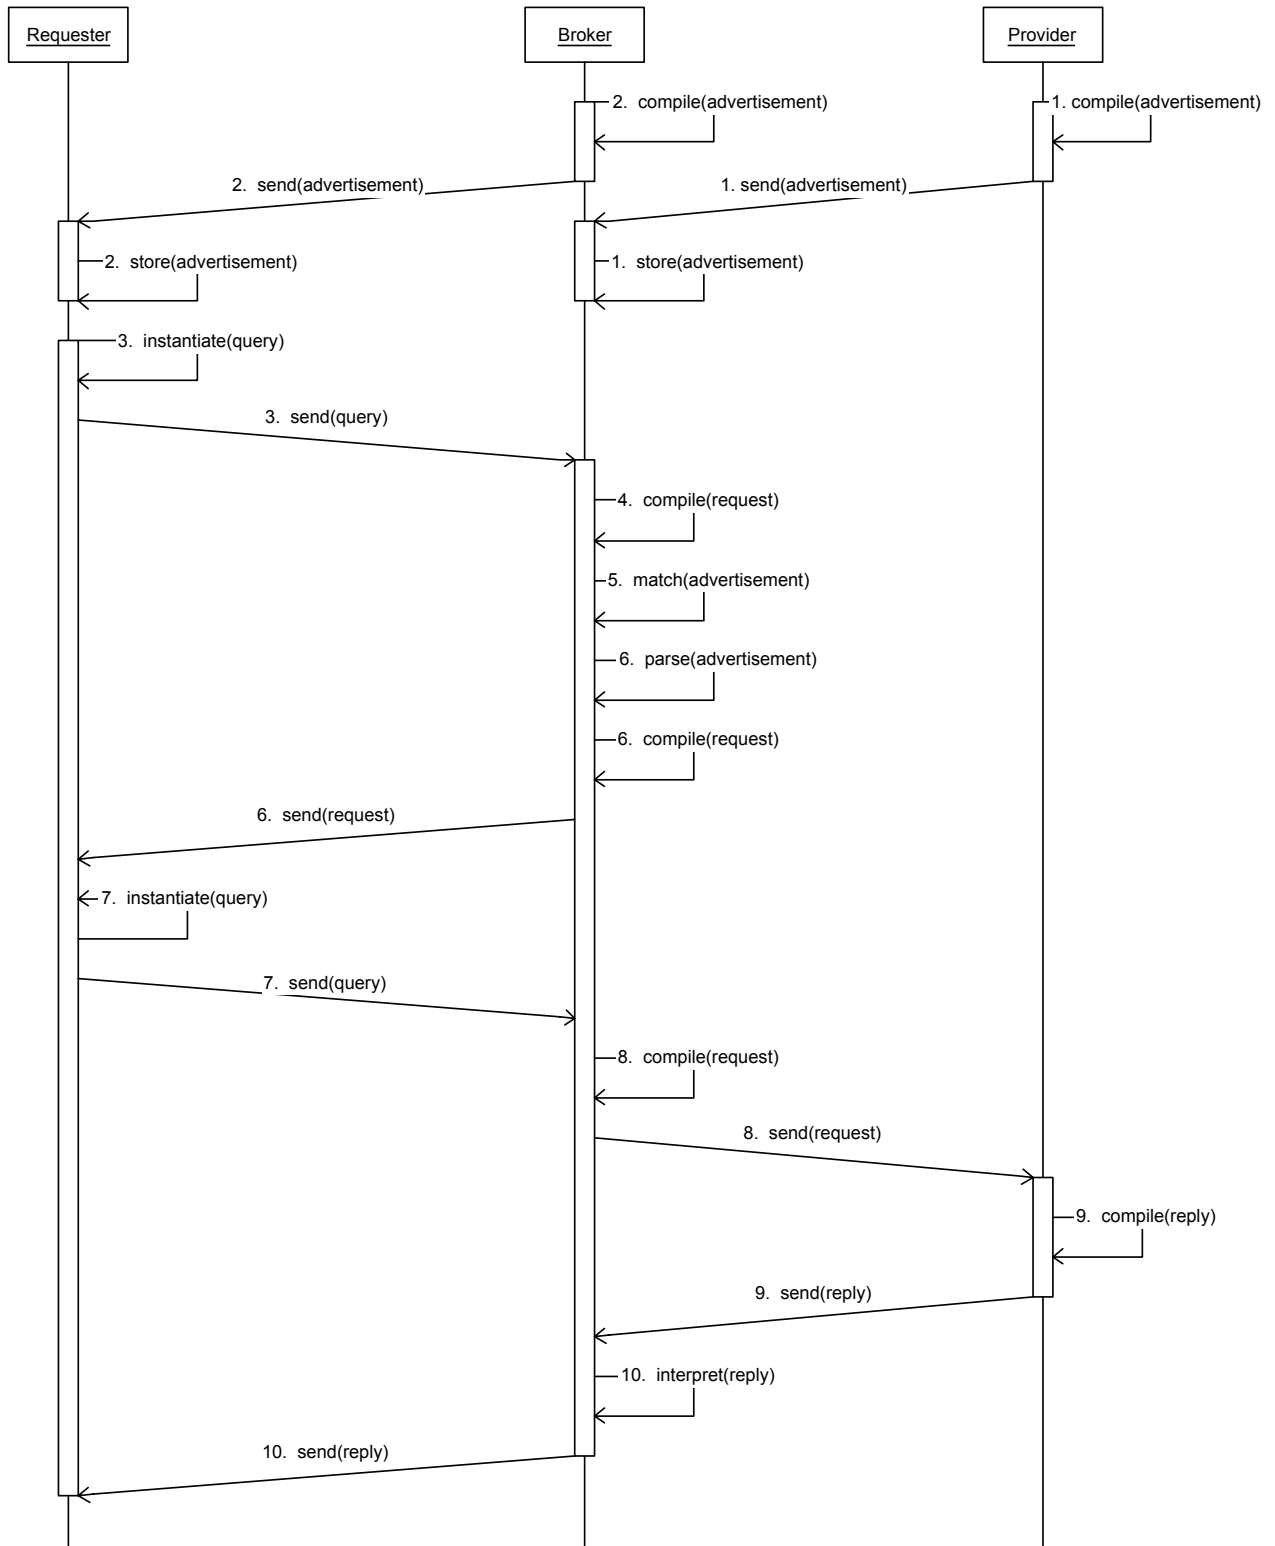 Requester
Broker
Provider
2. compile(advertisement)
1. compile(advertisement)
2. send(advertisement)
1. send(advertisement)
2. store(advertisement)
1. store(advertisement)
3. instantiate(query)
3. send(query)
4. compile(request)
5. match(advertisement)
6. parse(advertisement)
6. compile(request)
6. send(request)
7. instantiate(query)
7. send(query)
8. compile(request)
8. send(request)
9. compile(reply)
9. send(reply)
10. interpret(reply)
10. send(reply)